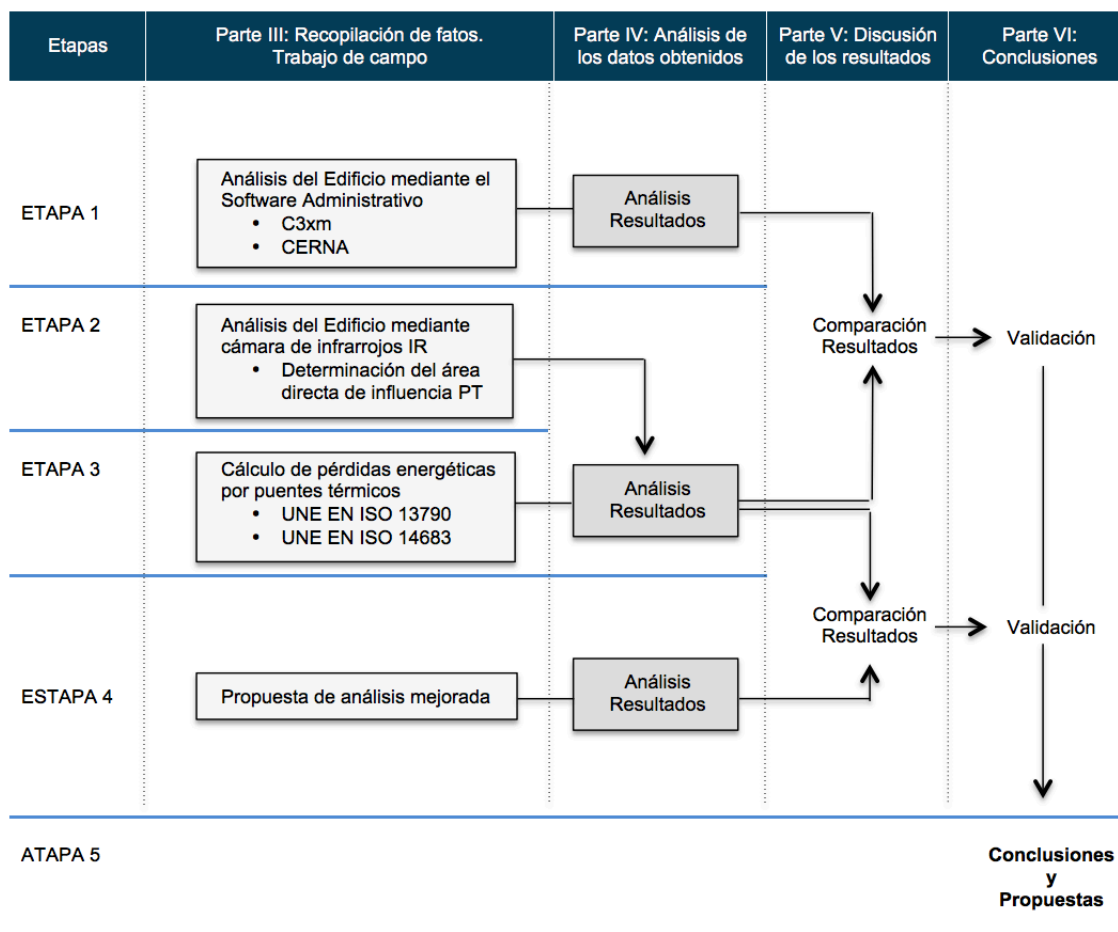 Etapas
Parte III: Recopilación de fatos.
Trabajo de campo
Parte IV: Análisis de
los datos obtenidos
Parte V: Discusión
de los resultados
Parte VI:
Conclusiones
ETAPA 1
Análisis del Edificio mediante el
Software Administrativo
• C3xm
• CERNA
Análisis
Resultados
ETAPA 2
Análisis del Edificio mediante
cámara de infrarrojos IR
• Determinación del área
directa de influencia PT
Comparación
Resultados
Validación
ETAPA 3
Cálculo de pérdidas energéticas
por puentes térmicos
• UNE EN ISO 13790
• UNE EN ISO 14683
Análisis
Resultados
Comparación
Resultados
Validación
ESTAPA 4
Propuesta de análisis mejorada
Análisis
Resultados
ATAPA 5
Conclusiones
y
Propuestas